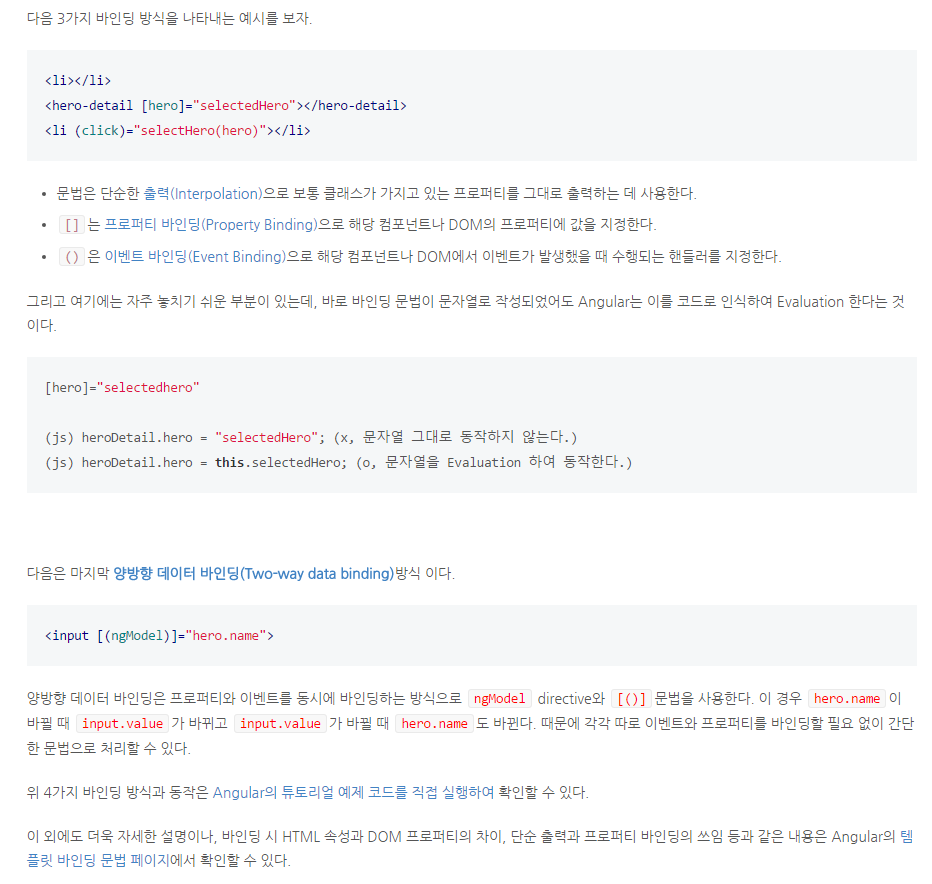 다음 3가지 바인딩 방식을 나타내는 예시를 보자.
<li></li>
<hero-detail [hero]="selectedHero"></hero-detail>
<li (click)="selectHero(hero)"></li>
• 문법은 단순한 출력(Interpolation)으로 보통 클래스가 가지고 있는 프로퍼티를 그대로 출력하는 데 사용한다.
• [] 는 프로퍼티 바인딩(Property Binding)으로 해당 컴포넌트나 DOM의 프로퍼티에 값을 지정한다.
• () 은 이벤트 바인딩(Event Binding)으로 해당 컴포넌트나 DOM에서 이벤트가 발생했을 때 수행되는 핸들러를 지정한다.
그리고 여기에는 자주 놓치기 쉬운 부분이 있는데, 바로 바인딩 문법이 문자열로 작성되었어도 Angular는 이를 코드로 인식하여 Evaluation 한다는 것
이다.
[hero]="selectedhero"
(js) heroDetail.hero = "selectedHero"; (x, 문자열 그대로 동작하지 않는다.)
(js) heroDetail.hero = this.selectedHero; (o, 문자열을 Evaluation 하여 동작한다.)
다음은 마지막 양방향 데이터 바인딩(Two-way data binding)방식 이다.
<input [(ngModel)]="hero.name">
양방향 데이터 바인딩은 프로퍼티와 이벤트를 동시에 바인딩하는 방식으로 ngModel directive와 [()] 문법을 사용한다. 이 경우 hero.name 이
바뀔 때 input.value 가 바뀌고 input.value 가 바뀔 때 hero.name 도 바뀐다. 때문에 각각 따로 이벤트와 프로퍼티를 바인딩할 필요 없이 간단
한 문법으로 처리할 수 있다.
위 4가지 바인딩 방식과 동작은 Angular의 튜토리얼 예제 코드를 직접 실행하여 확인할 수 있다.
이 외에도 더욱 자세한 설명이나, 바인딩 시 HTML 속성과 DOM 프로퍼티의 차이, 단순 출력과 프로퍼티 바인딩의 쓰임 등과 같은 내용은 Angular의 템
플릿 바인딩 문법 페이지에서 확인할 수 있다.